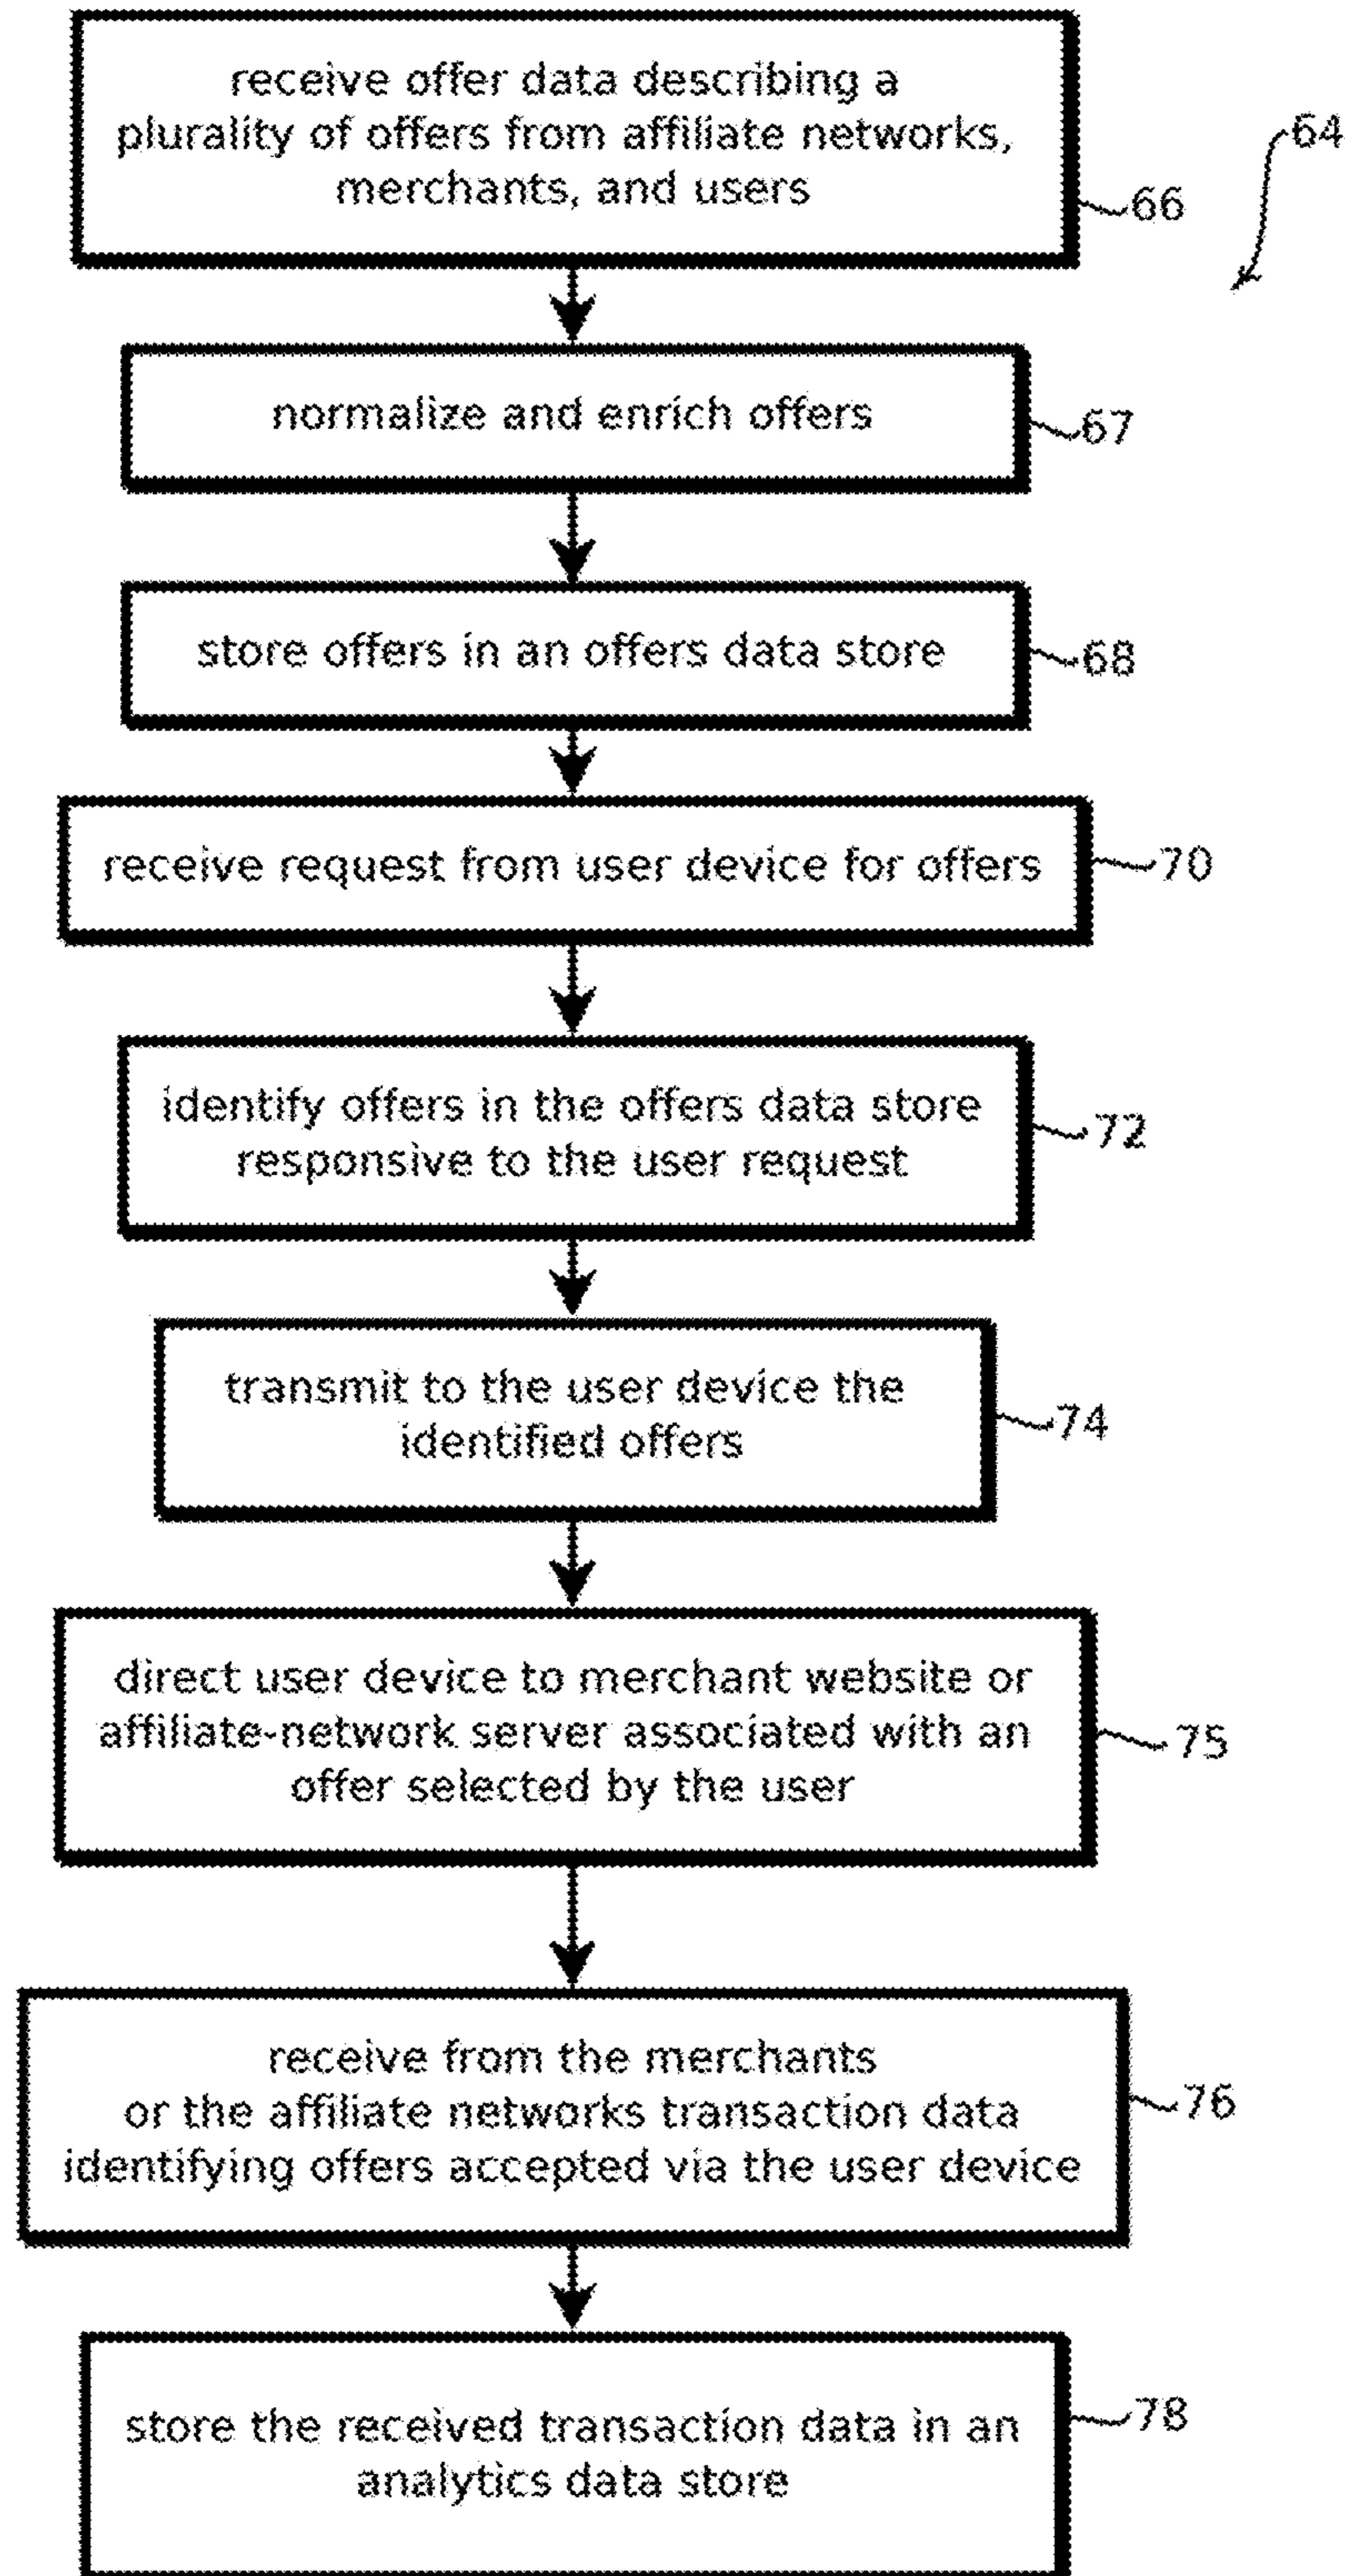 receive offer data describing a
plurality of offers from affiliate networks,
merchants, and users
64
66
normalize and enrich offers
67
store offers in an offers data store
68
receive request from user device for offers
70
identify offers in the offers data store
responsive to the user request
72
transmit to the user device the
identified offers
74
direct user device to merchant website or
affiliate-network server associated with an
offer selected by the user
75
receive from the merchants
or the affiliate networks transaction data
identifying offers accepted via the user device
76
store the received transaction data in an
analytics data store
78